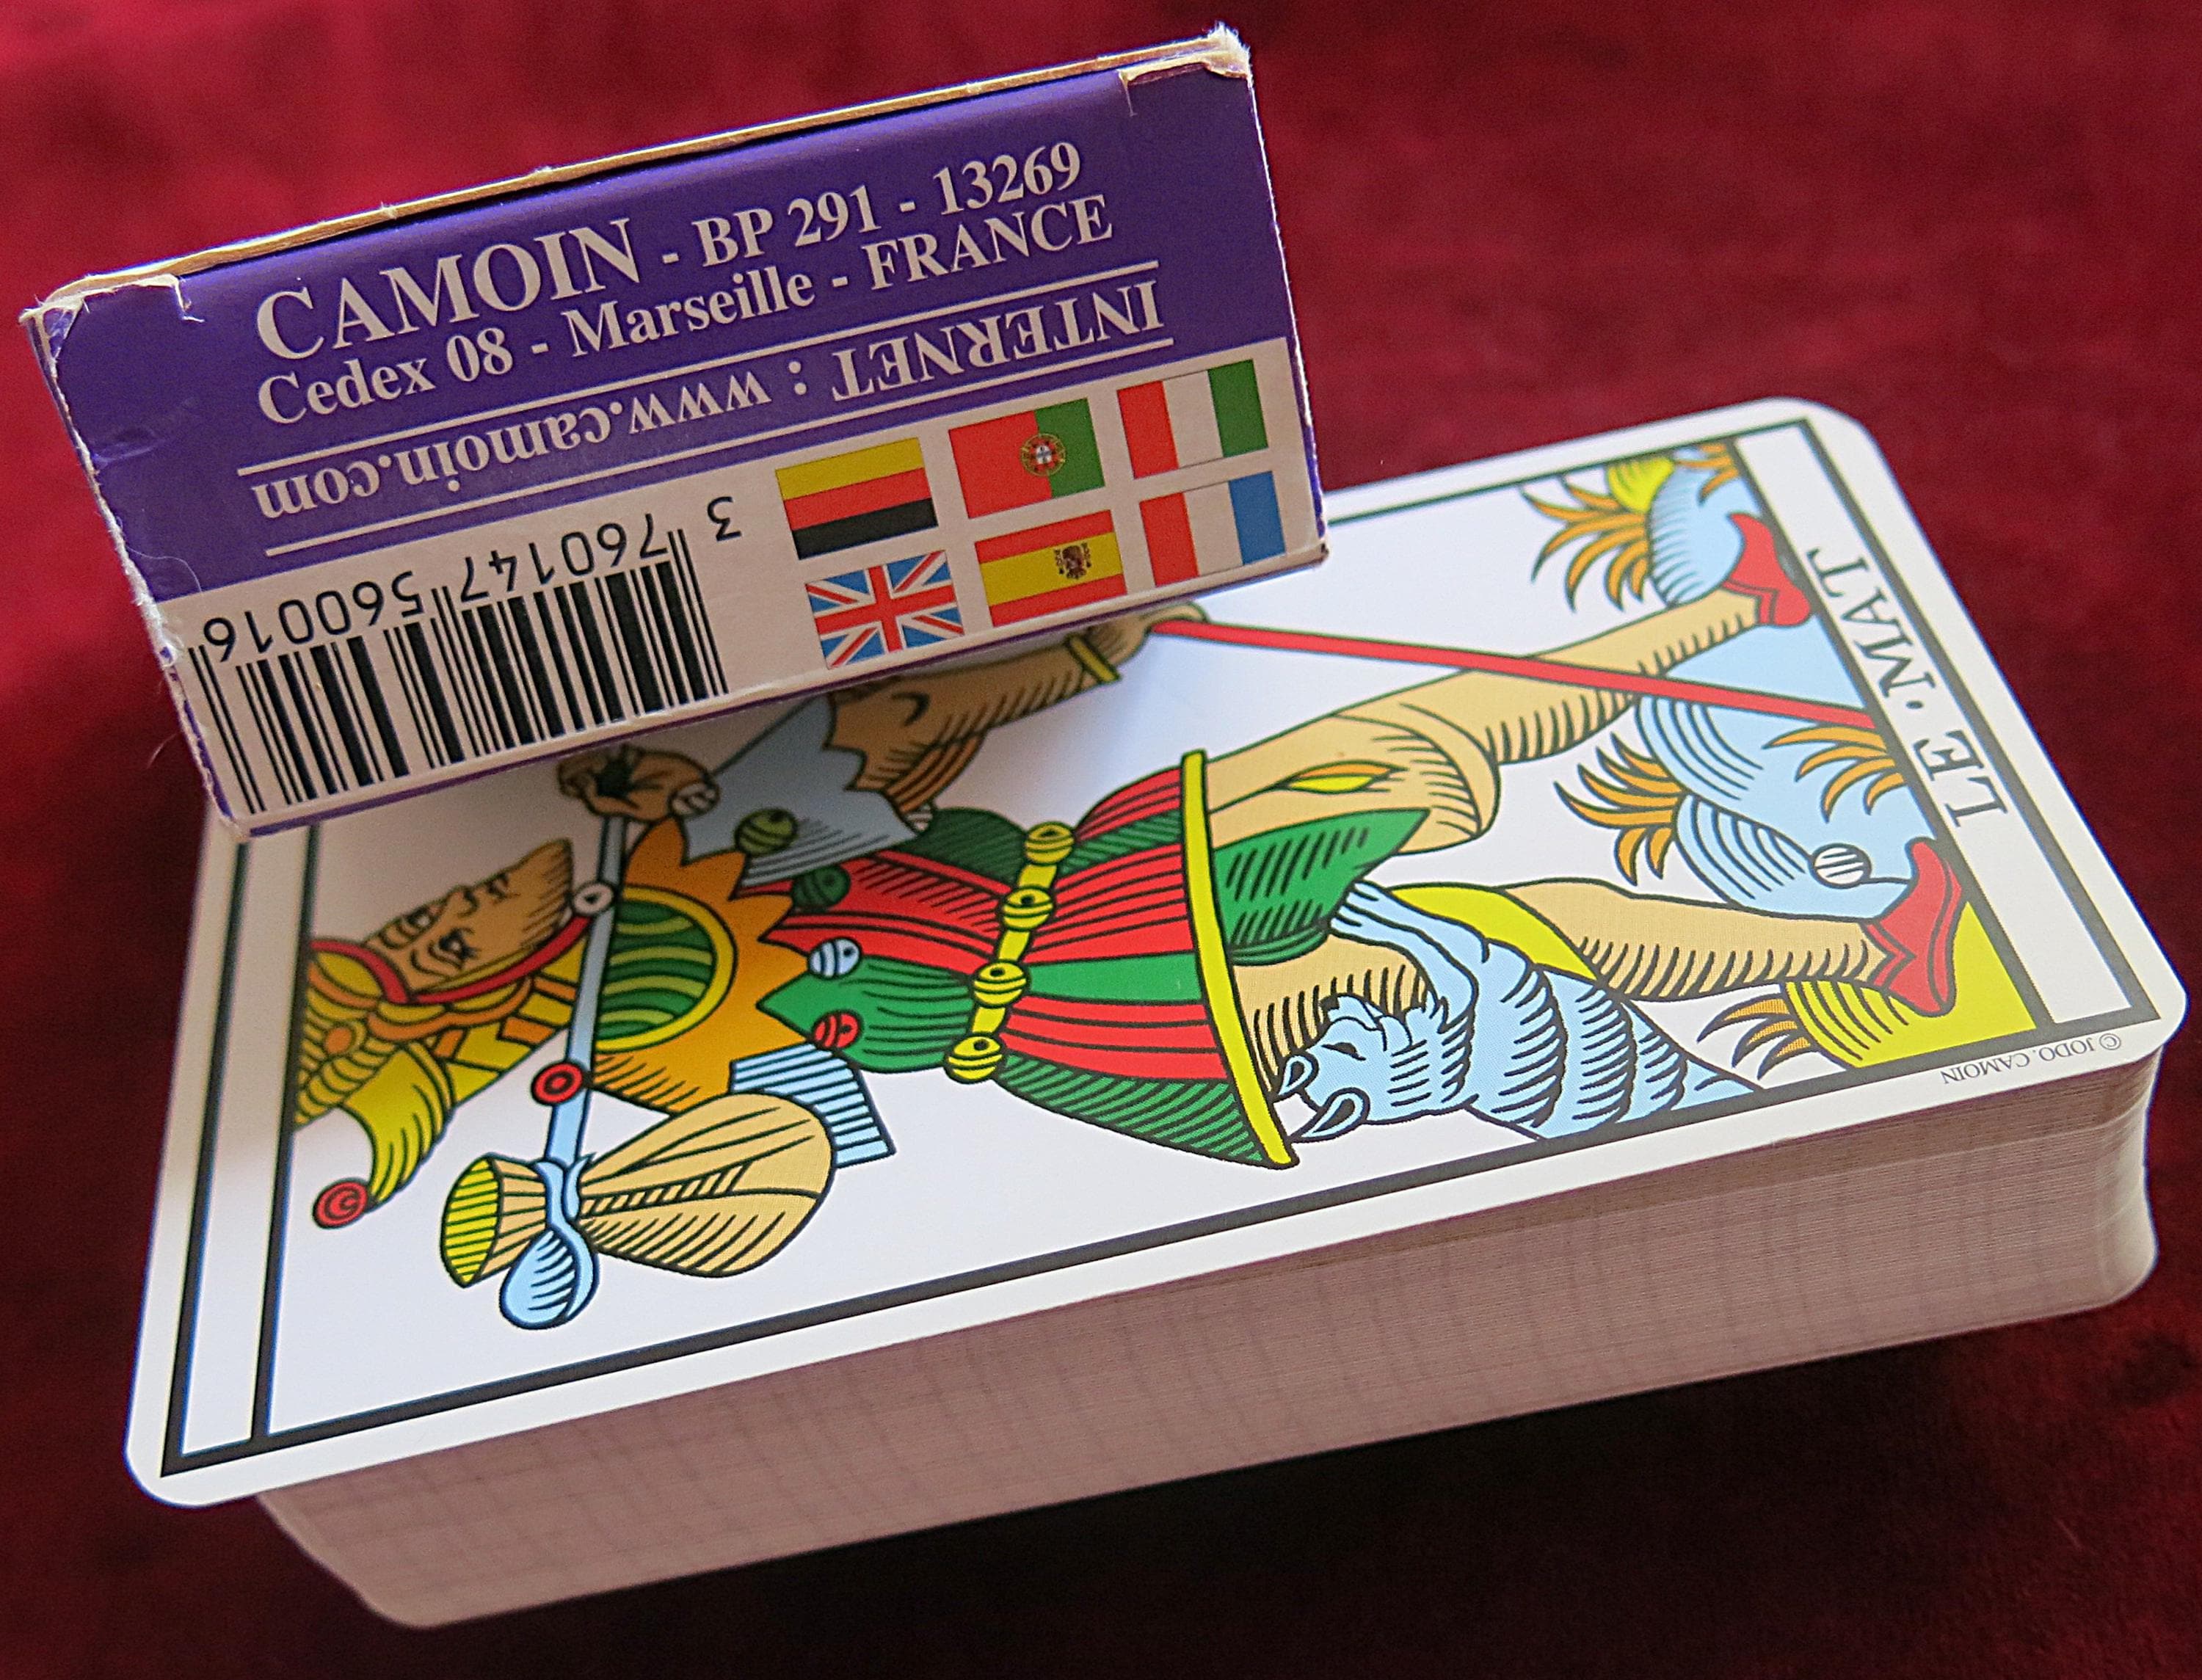 CAMOIN - BP 291 - 13269
Cedex 08 - Marseille - FRANCE
INTERNET : www.camoin.com
3 760147 560016
LE • MAT
© JODO. CAMOIN